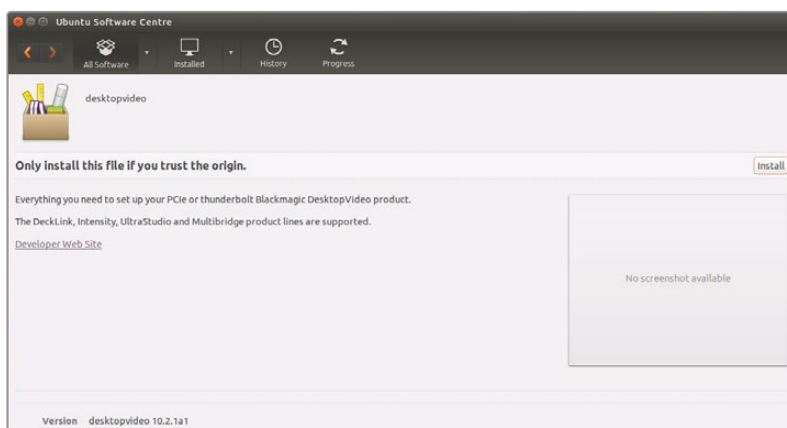 Ubuntu Software Centre
All Software
Installed
History
Progress
desktopvideo
Only install this file if you trust the origin.
Install
Everything you need to set up your PCIe or thunderbolt Blackmagic DesktopVideo product.
The DeckLink, Intensity, UltraStudio and Multibridge product lines are supported.
Developer Web Site
No screenshot available
Version desktopvideo 10.2.1a1